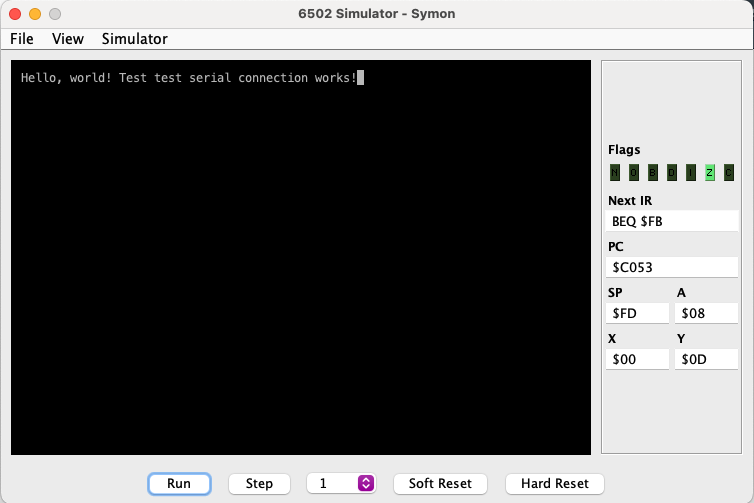 6502 Simulator - Symon
File View Simulator
Hello, world! Test test serial connection works!
Flags
N O B D I Z C
Next IR
BEQ $FB
PC
$C053
SP A
$FD $08
X Y
$00 $0D
Run Step 1 Soft Reset Hard Reset